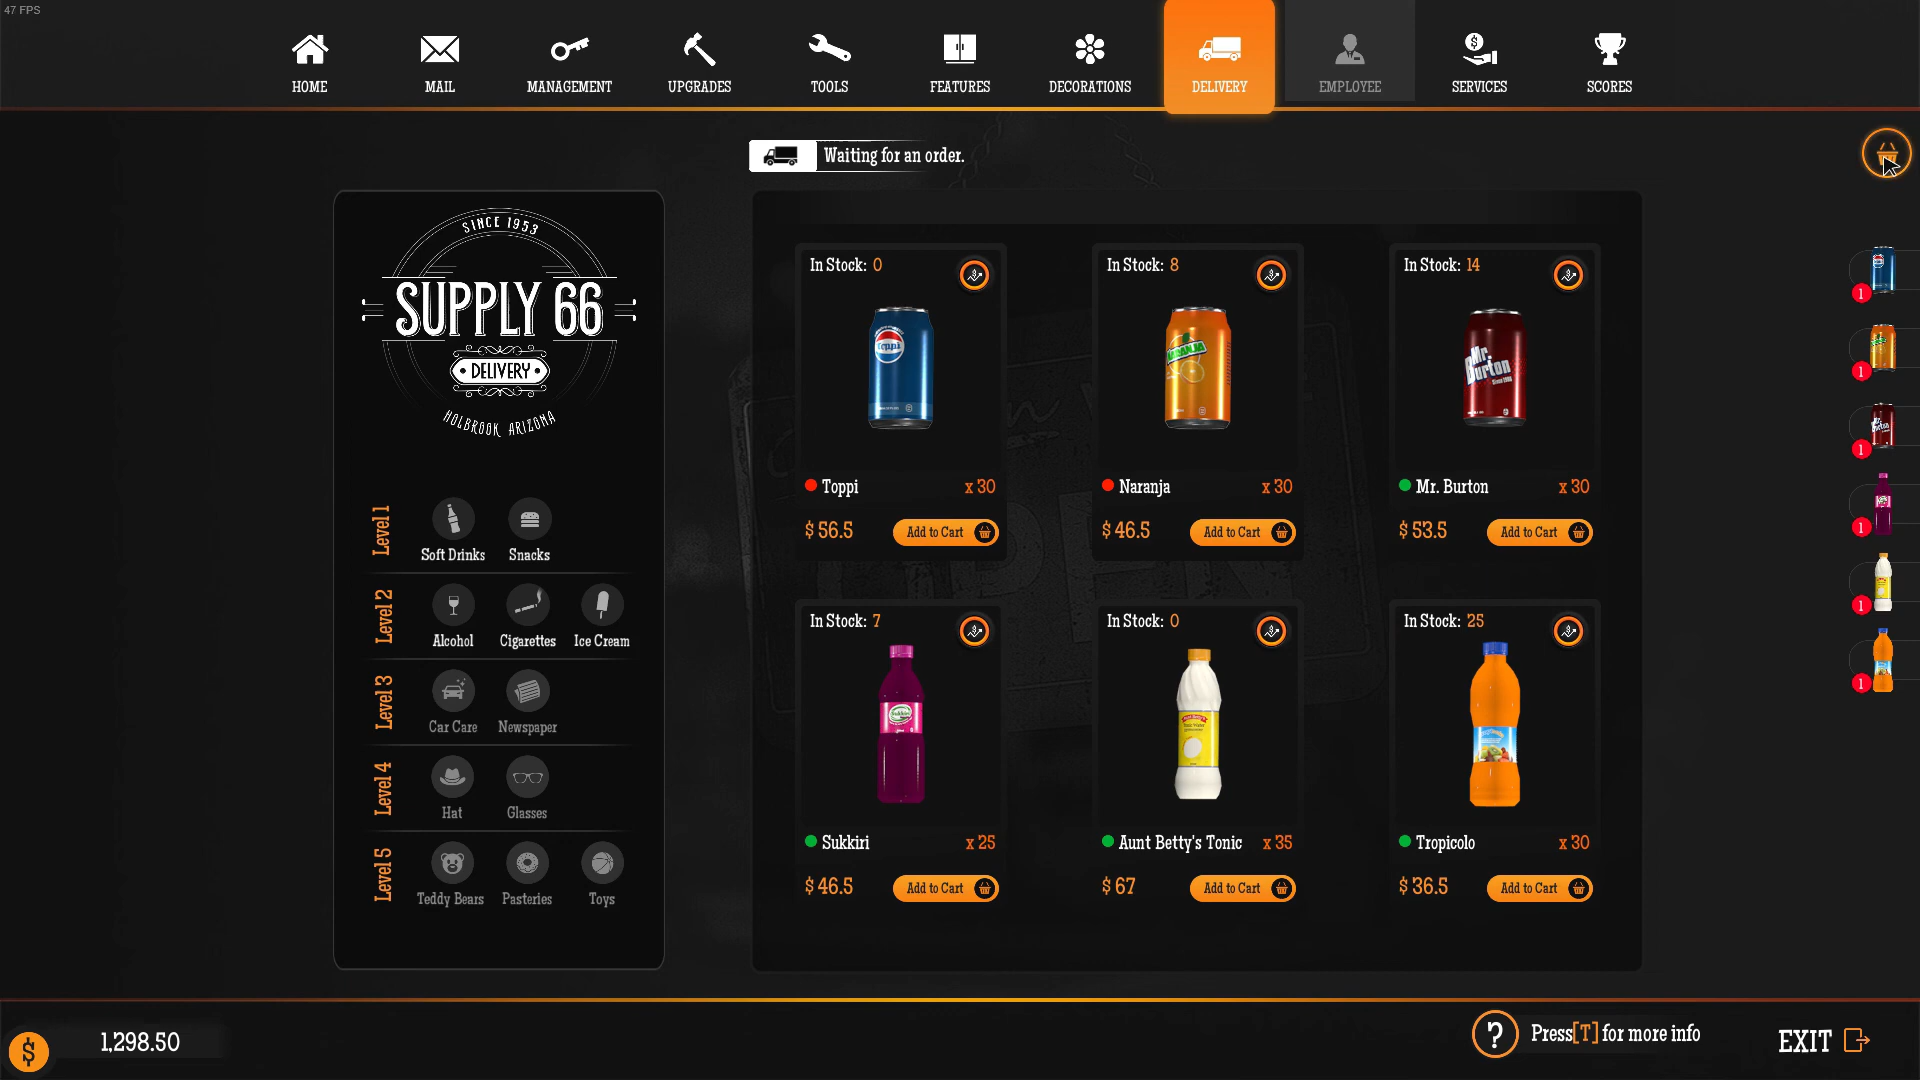 47 FPS
HOME
MAIL
MANAGEMENT
UPGRADES
TOOLS
FEATURES
DECORATIONS
DELIVERY
EMPLOYEE
SERVICES
SCORES
Waiting for an order.
SINCE 1953
SUPPLY 66
DELIVERY
HOLBROOK ARIZONA
Level 1
Soft Drinks
Snacks
Level 2
Alcohol
Cigarettes
Ice Cream
Level 3
Car Care
Newspaper
Level 4
Hat
Glasses
Level 5
Teddy Bears
Pasteries
Toys
In Stock: 0
Toppi
Toppi
x 30
$ 56.5
Add to Cart
In Stock: 8
NARANJA
Naranja
x 30
$ 46.5
Add to Cart
In Stock: 14
Mr. Burton
Mr. Burton
x 30
$ 53.5
Add to Cart
In Stock: 7
Sukkiri
Sukkiri
x 25
$ 46.5
Add to Cart
In Stock: 0
Aunt Betty's Tonic
x 35
$ 67
Add to Cart
In Stock: 25
Tropicolo
x 30
$ 36.5
Add to Cart
1
1
1
1
1
1
$
1,298.50
? Press[T] for more info
EXIT